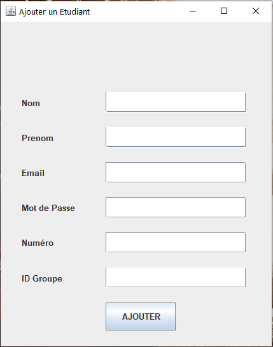 Ajouter un Etudiant
Nom
Prenom
Email
Mot de Passe
Numéro
ID Groupe
AJOUTER